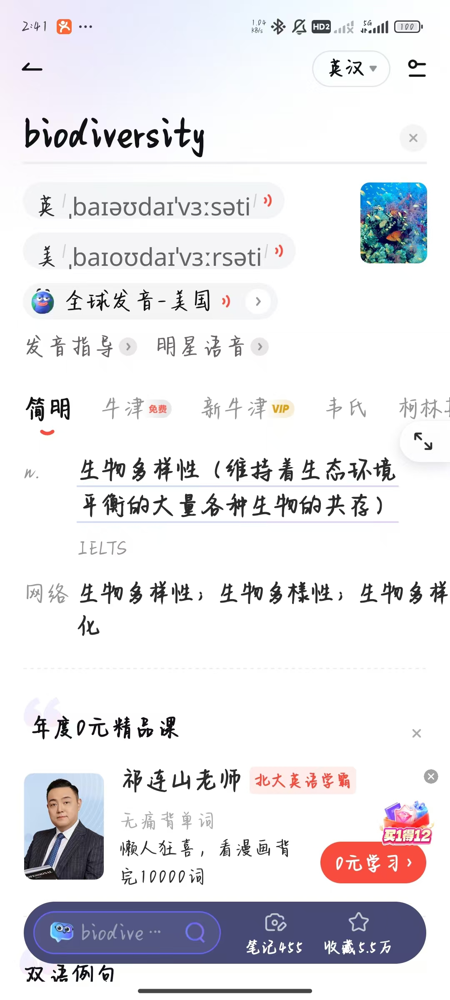 2:41 ... 1.04 KB/s HD2 5G 100
英汉
biodiversity
英 /ˌbaɪəʊdaɪˈvɜːsəti/
美 /ˌbaɪoʊdaɪˈvɜːrsəti/
全球发音-美国
发音指导 明星语音
简明 牛津 免费 新牛津 VIP 韦氏 柯林
n. 生物多样性（维持着生态环境
平衡的大量各种生物的共存）
IELTS
网络 生物多样性；生物多樣性；生物多样
化
年度0元精品课
祁连山老师 北大英语学霸
无痛背单词
懒人狂喜，看漫画背
完10000词
买1得12
0元学习
biodive ...
笔记455 收藏5.5万
双语例句